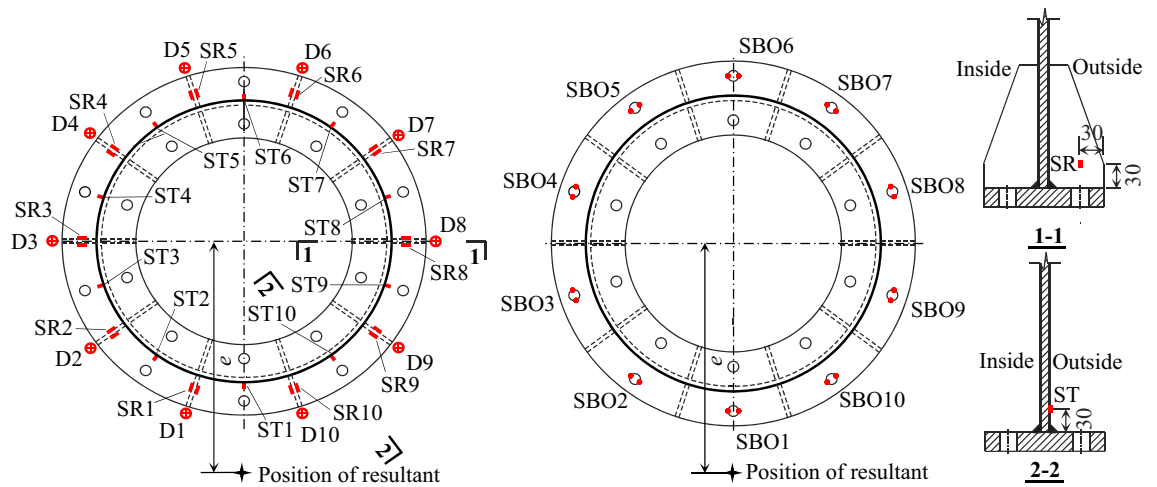 D5
SR5
D6
SR6
SR4
D4
D7
SR7
ST5
ST6
ST7
ST4
ST8
SR3
D3
D8
1
1
SR8
ST3
ST9
2
ST2
ST10
SR2
D2
D9
SR9
e
SR1
SR10
D1
ST1
D10
2
Position of resultant
SBO6
SBO5
SBO7
SBO4
SBO8
SBO3
SBO9
e
SBO2
SBO10
SBO1
Position of resultant
Inside
Outside
30
SR
30
1-1
Inside
Outside
ST
30
2-2